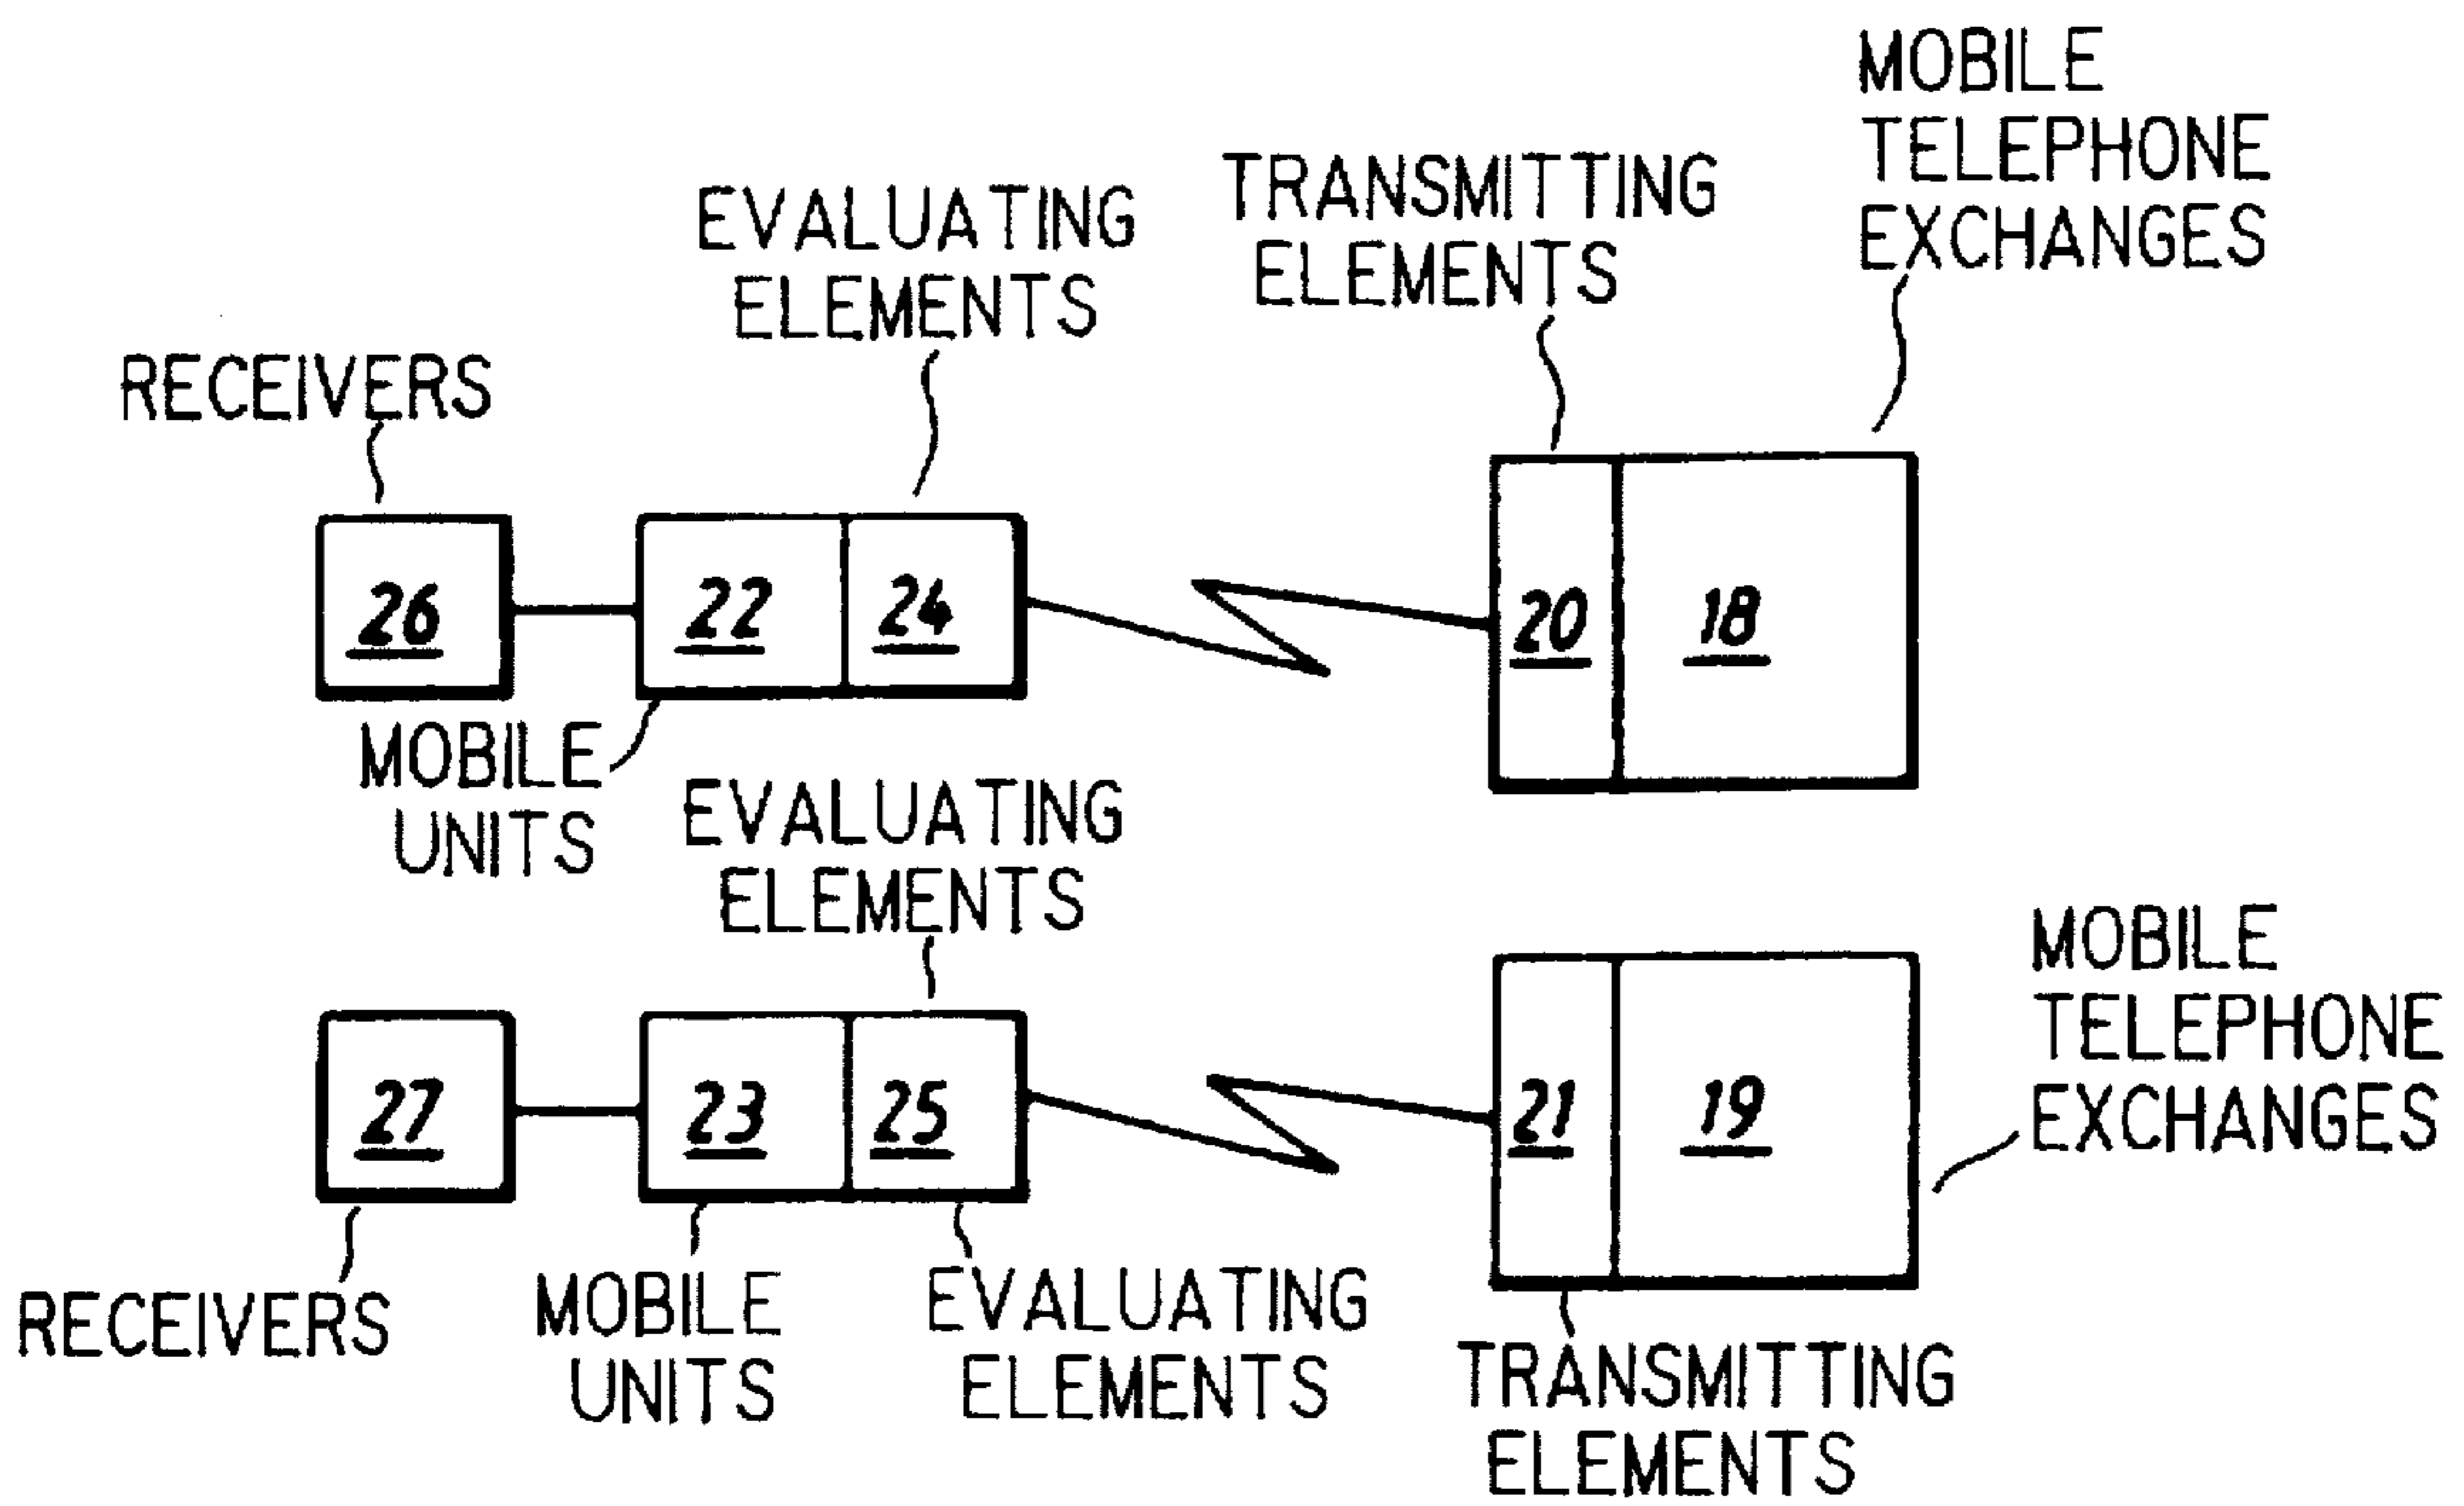 MOBILE
TELEPHONE
EXCHANGES
TRANSMITTING
ELEMENTS
EVALUATING
ELEMENTS
RECEIVERS
26
22
24
20
18
MOBILE
UNITS
EVALUATING
ELEMENTS
MOBILE
TELEPHONE
EXCHANGES
27
23
25
21
19
RECEIVERS
MOBILE
UNITS
EVALUATING
ELEMENTS
TRANSMITTING
ELEMENTS